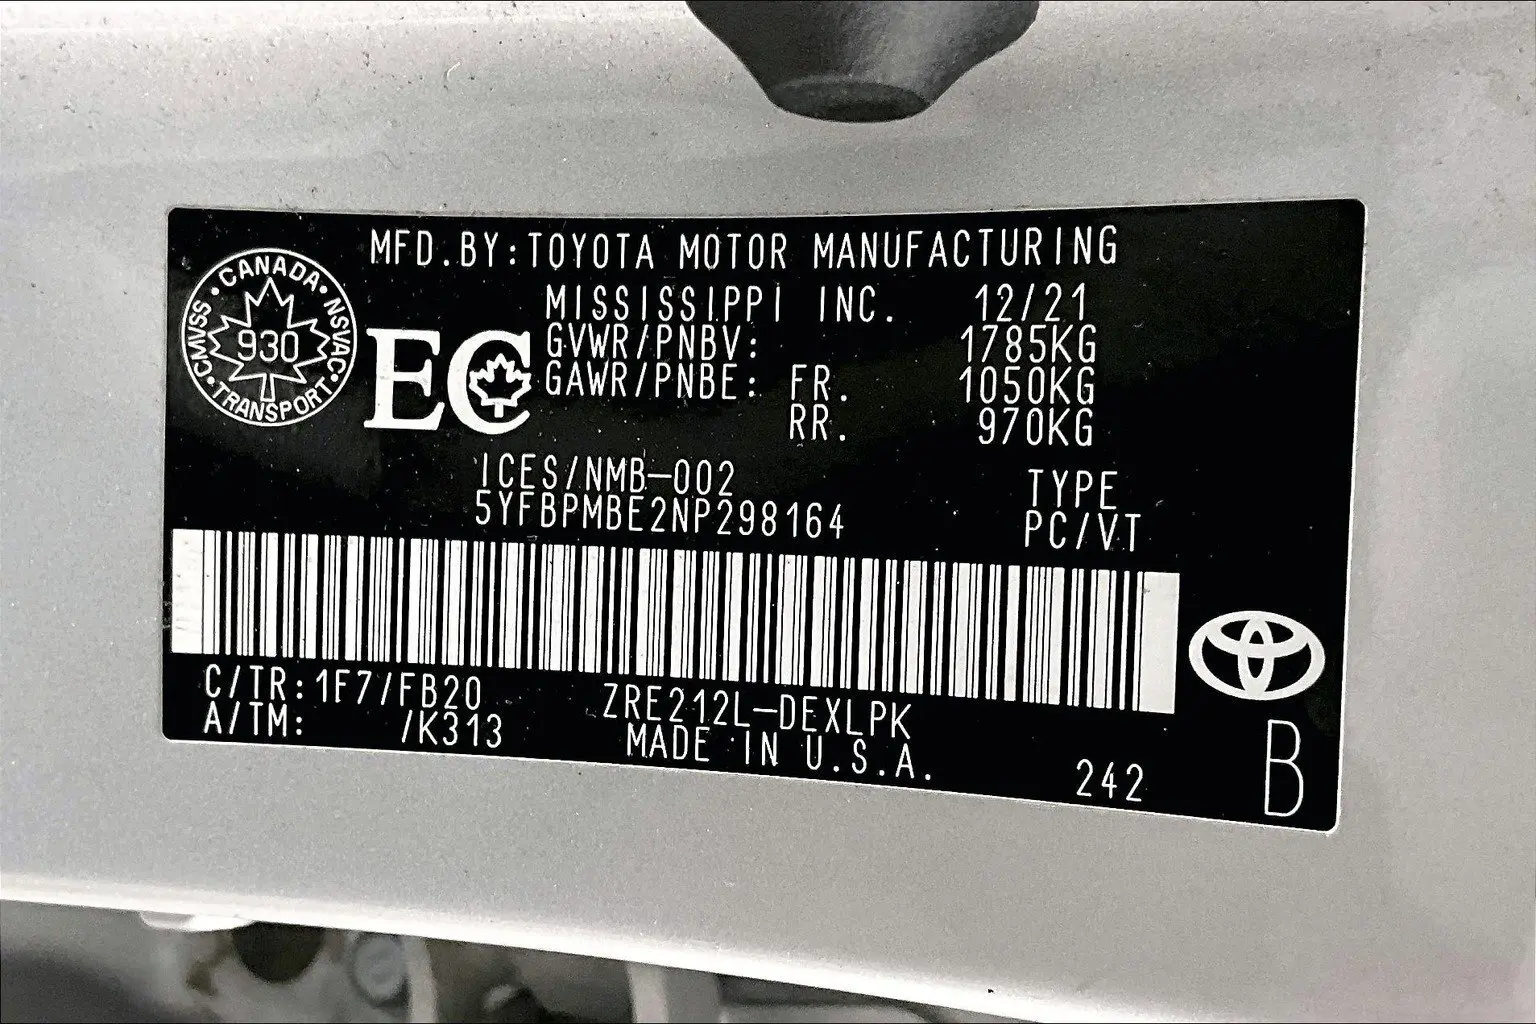 MFD.BY:TOYOTA MOTOR MANUFACTURING
MISSISSIPPI INC. 12/21
GVWR/PNBV: 1785KG
GAWR/PNBE: FR. 1050KG
RR. 970KG
CANADA
NSVAC
TRANSPORT
CMVSS
930
EC
ICES/NMB-002
5YFBPMBE2NP298164
TYPE
PC/VT
C/TR:1F7/FB20
A/TM: /K313
ZRE212L-DEXLPK
MADE IN U.S.A.
242
B